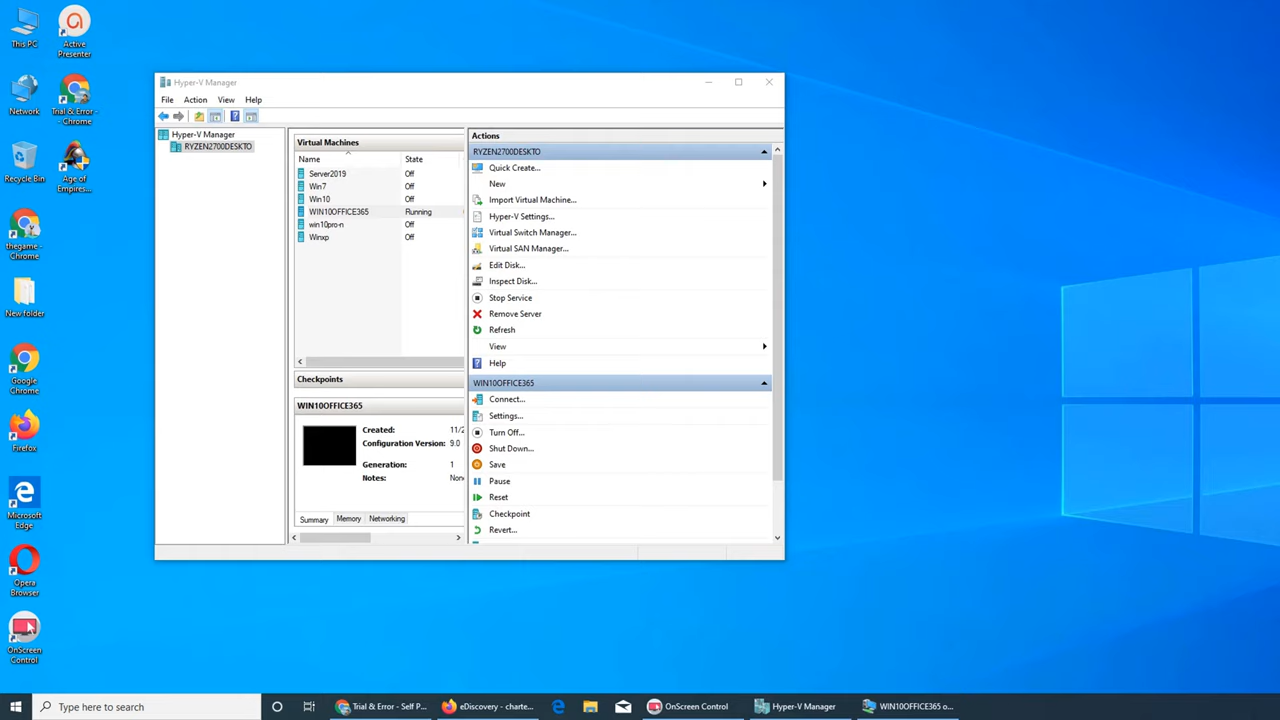 This PC
Active
Presenter
Network
Trial & Error -
- Chrome
Recycle Bin
Age of
Empires...
thegame -
Chrome
New folder
Google
Chrome
Firefox
Microsoft
Edge
Opera
Browser
OnScreen
Control
Hyper-V Manager
File Action View Help
Hyper-V Manager
RYZEN2700DESKTO
Virtual Machines
Name State
Server2019 Off
Win7 Off
Win10 Off
WIN10OFFICE365 Running
win10pro-n Off
Winxp Off
Checkpoints
WIN10OFFICE365
Created: 11/2
Configuration Version: 9.0
Generation: 1
Notes: Non
Summary Memory Networking
Actions
RYZEN2700DESKTO
Quick Create...
New
Import Virtual Machine...
Hyper-V Settings...
Virtual Switch Manager...
Virtual SAN Manager...
Edit Disk...
Inspect Disk...
Stop Service
Remove Server
Refresh
View
Help
WIN10OFFICE365
Connect...
Settings...
Turn Off...
Shut Down...
Save
Pause
Reset
Checkpoint
Revert...
Type here to search
Trial & Error - Self P...
eDiscovery - charte...
OnScreen Control
Hyper-V Manager
WIN10OFFICE365 o...